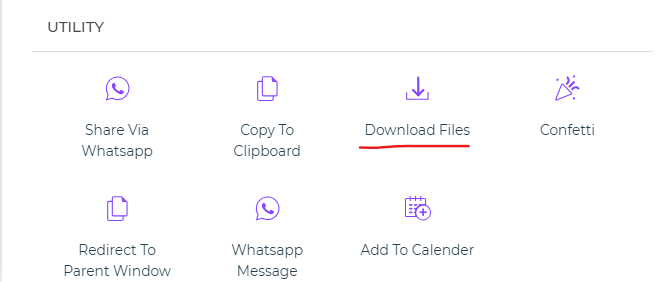 UTILITY
Share Via
Whatsapp
Copy To
Clipboard
Download Files
Confetti
Redirect To
Parent Window
Whatsapp
Message
Add To Calender